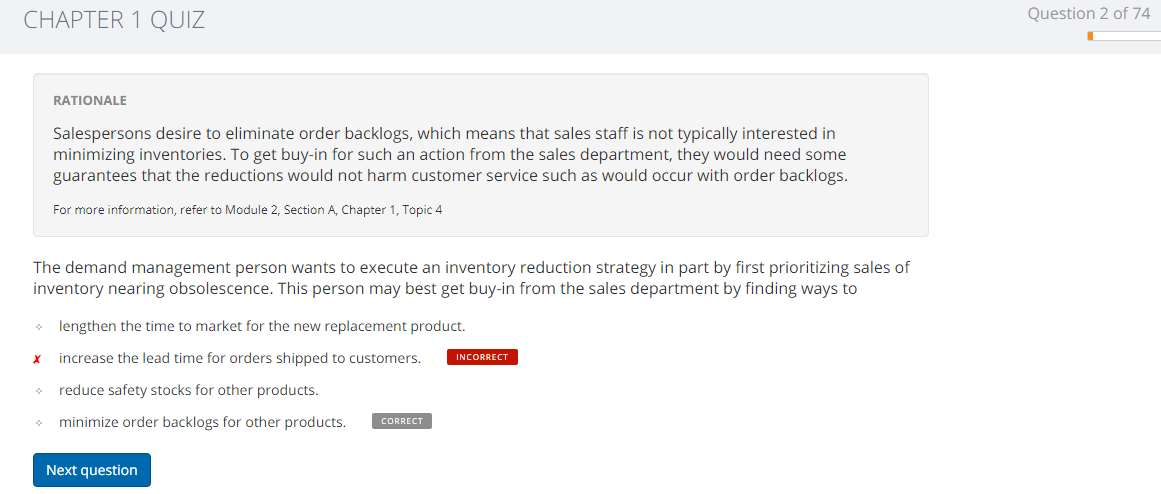 CHAPTER 1 QUIZ
Question 2 of 74
RATIONALE
Salespersons desire to eliminate order backlogs, which means that sales staff is not typically interested in
minimizing inventories. To get buy-in for such an action from the sales department, they would need some
guarantees that the reductions would not harm customer service such as would occur with order backlogs.
For more information, refer to Module 2, Section A, Chapter 1, Topic 4
The demand management person wants to execute an inventory reduction strategy in part by first prioritizing sales of
inventory nearing obsolescence. This person may best get buy-in from the sales department by finding ways to
lengthen the time to market for the new replacement product.
increase the lead time for orders shipped to customers. INCORRECT
reduce safety stocks for other products.
minimize order backlogs for other products. CORRECT
Next question